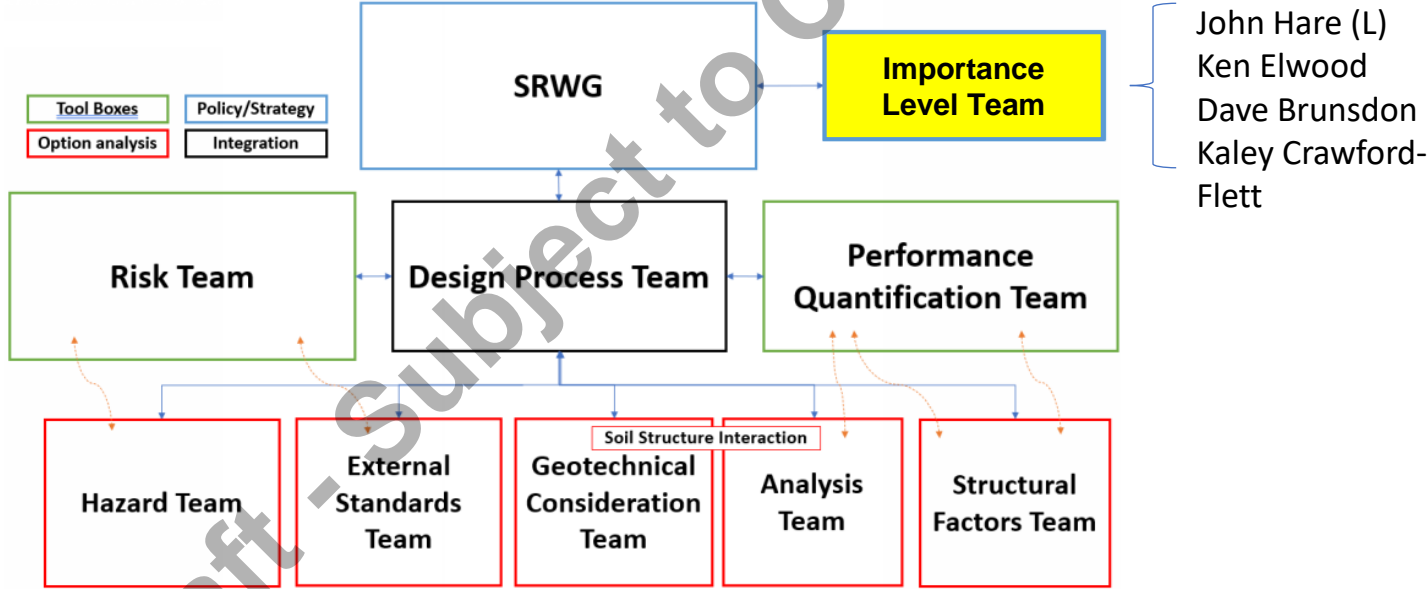 SRWG
Importance
Level Team
John Hare (L)
Ken Elwood
Dave Brunsdon
Kaley Crawford-
Flett
Tool Boxes
Policy/Strategy
Option analysis
Integration
Risk Team
Design Process Team
Performance
Quantification Team
Soil Structure Interaction
Hazard Team
External
Standards
Team
Geotechnical
Consideration
Team
Analysis
Team
Structural
Factors Team
- Subject to